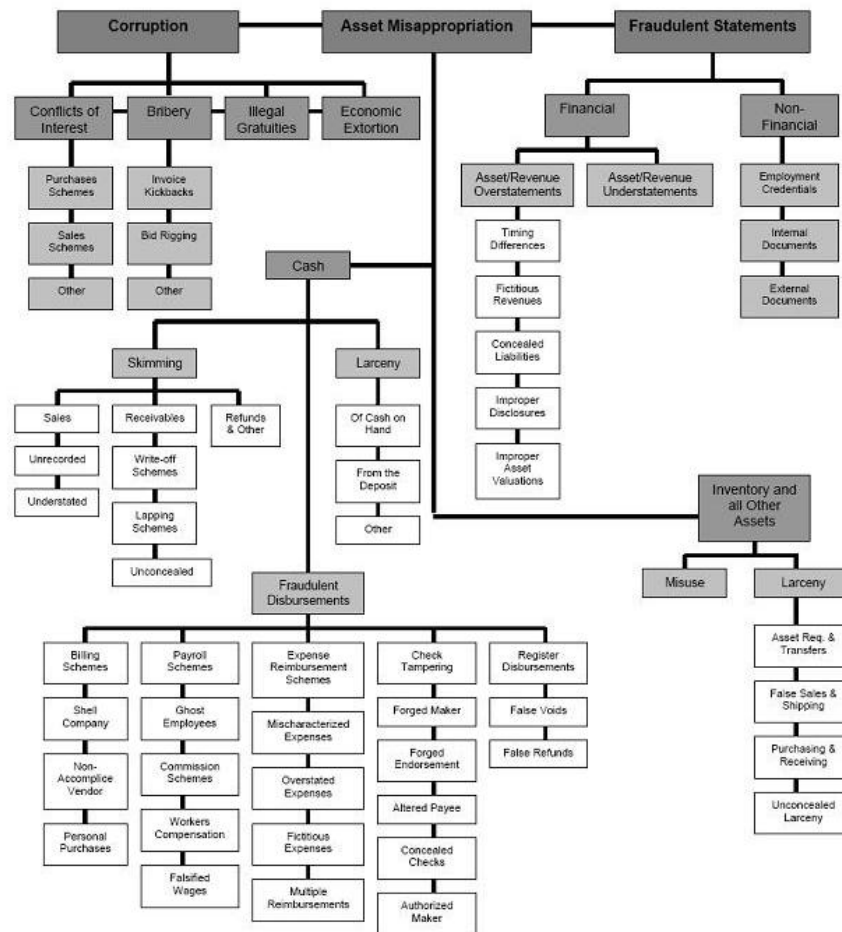 Corruption
Asset Misappropriation
Fraudulent Statements
Conflicts of
Interest
Bribery
Illegal
Gratuities
Economic
Extortion
Financial
Non-
Financial
Purchases
Schemes
Sales
Schemes
Other
Invoice
Kickbacks
Bid Rigging
Other
Asset/Revenue
Overstatements
Asset/Revenue
Understatements
Employment
Credentials
Internal
Documents
External
Documents
Timing
Differences
Fictitious
Revenues
Concealed
Liabilities
Improper
Disclosures
Improper
Asset
Valuations
Cash
Skimming
Larceny
Sales
Unrecorded
Understated
Receivables
Write-off
Schemes
Lapping
Schemes
Unconcealed
Refunds
& Other
Of Cash on
Hand
From the
Deposit
Other
Inventory and
all Other
Assets
Misuse
Larceny
Asset Req. &
Transfers
False Sales &
Shipping
Purchasing &
Receiving
Unconcealed
Larceny
Fraudulent
Disbursements
Billing
Schemes
Shell
Company
Non-
Accomplice
Vendor
Personal
Purchases
Payroll
Schemes
Ghost
Employees
Commission
Schemes
Workers
Compensation
Falsified
Wages
Expense
Reimbursement
Schemes
Mischaracterized
Expenses
Overstated
Expenses
Fictitious
Expenses
Multiple
Reimbursements
Check
Tampering
Forged Maker
Forged
Endorsement
Altered Payee
Concealed
Checks
Authorized
Maker
Register
Disbursements
False Voids
False Refunds